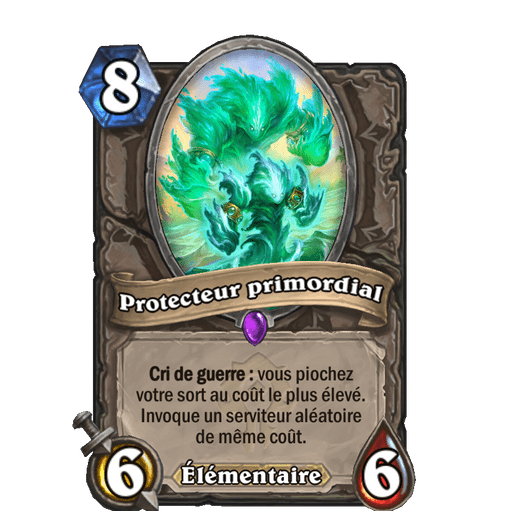 8
Protecteur primordial
Cri de guerre : vous piochez
votre sort au coût le plus élevé.
Invoque un serviteur aléatoire
de même coût.
6
Élémentaire
6